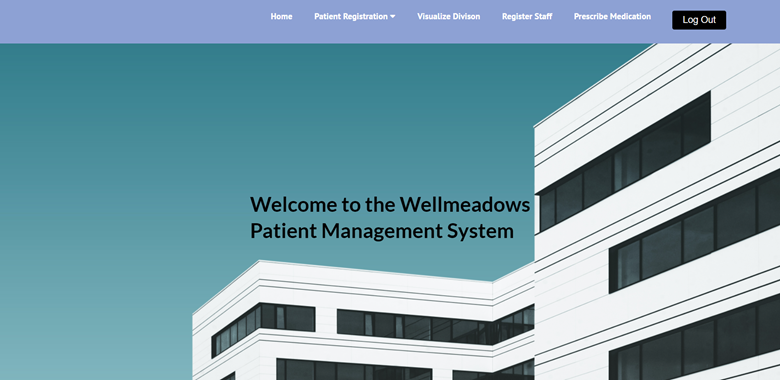 Home Patient Registration Visualize Divison Register Staff Prescribe Medication Log Out
Welcome to the Wellmeadows
Patient Management System